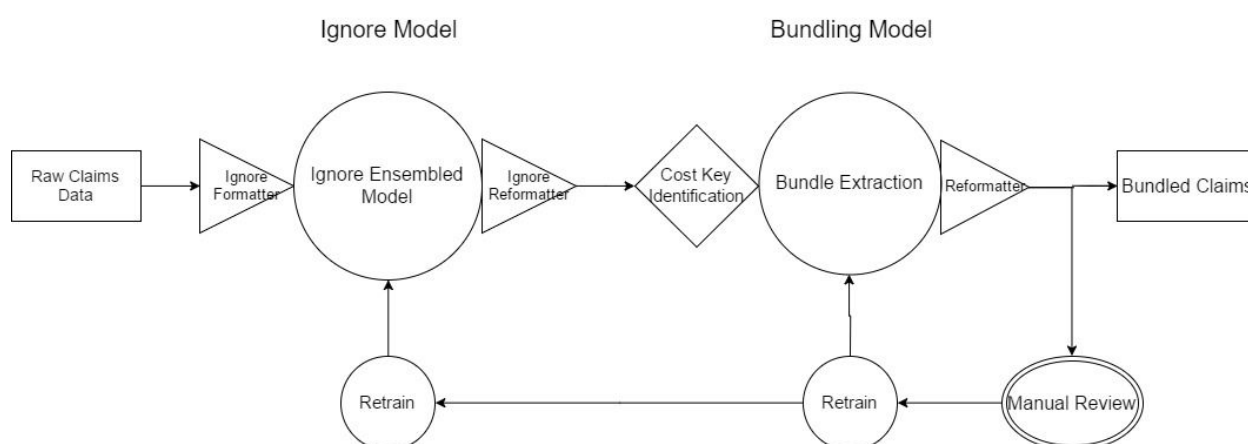 Ignore Model
Bundling Model
Raw Claims
Data
Ignore
Formatter
Ignore Ensembled
Model
Ignore
Reformatter
Cost Key
Identification
Bundle Extraction
Reformatter
Bundled Claims
Retrain
Retrain
Manual Review